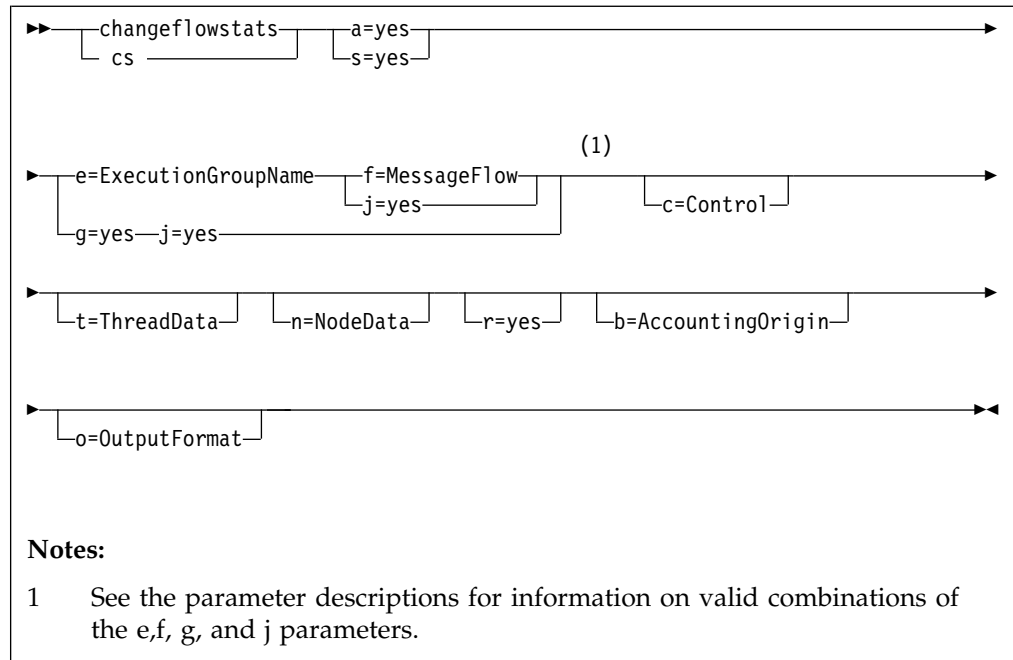 changeflowstats a=yes
cs s=yes
(1)
e=ExecutionGroupName f=MessageFlow
j=yes c=Control
g=yes j=yes
t=ThreadData n=NodeData r=yes b=AccountingOrigin
o=OutputFormat
Notes:
1 See the parameter descriptions for information on valid combinations of
the e,f, g, and j parameters.